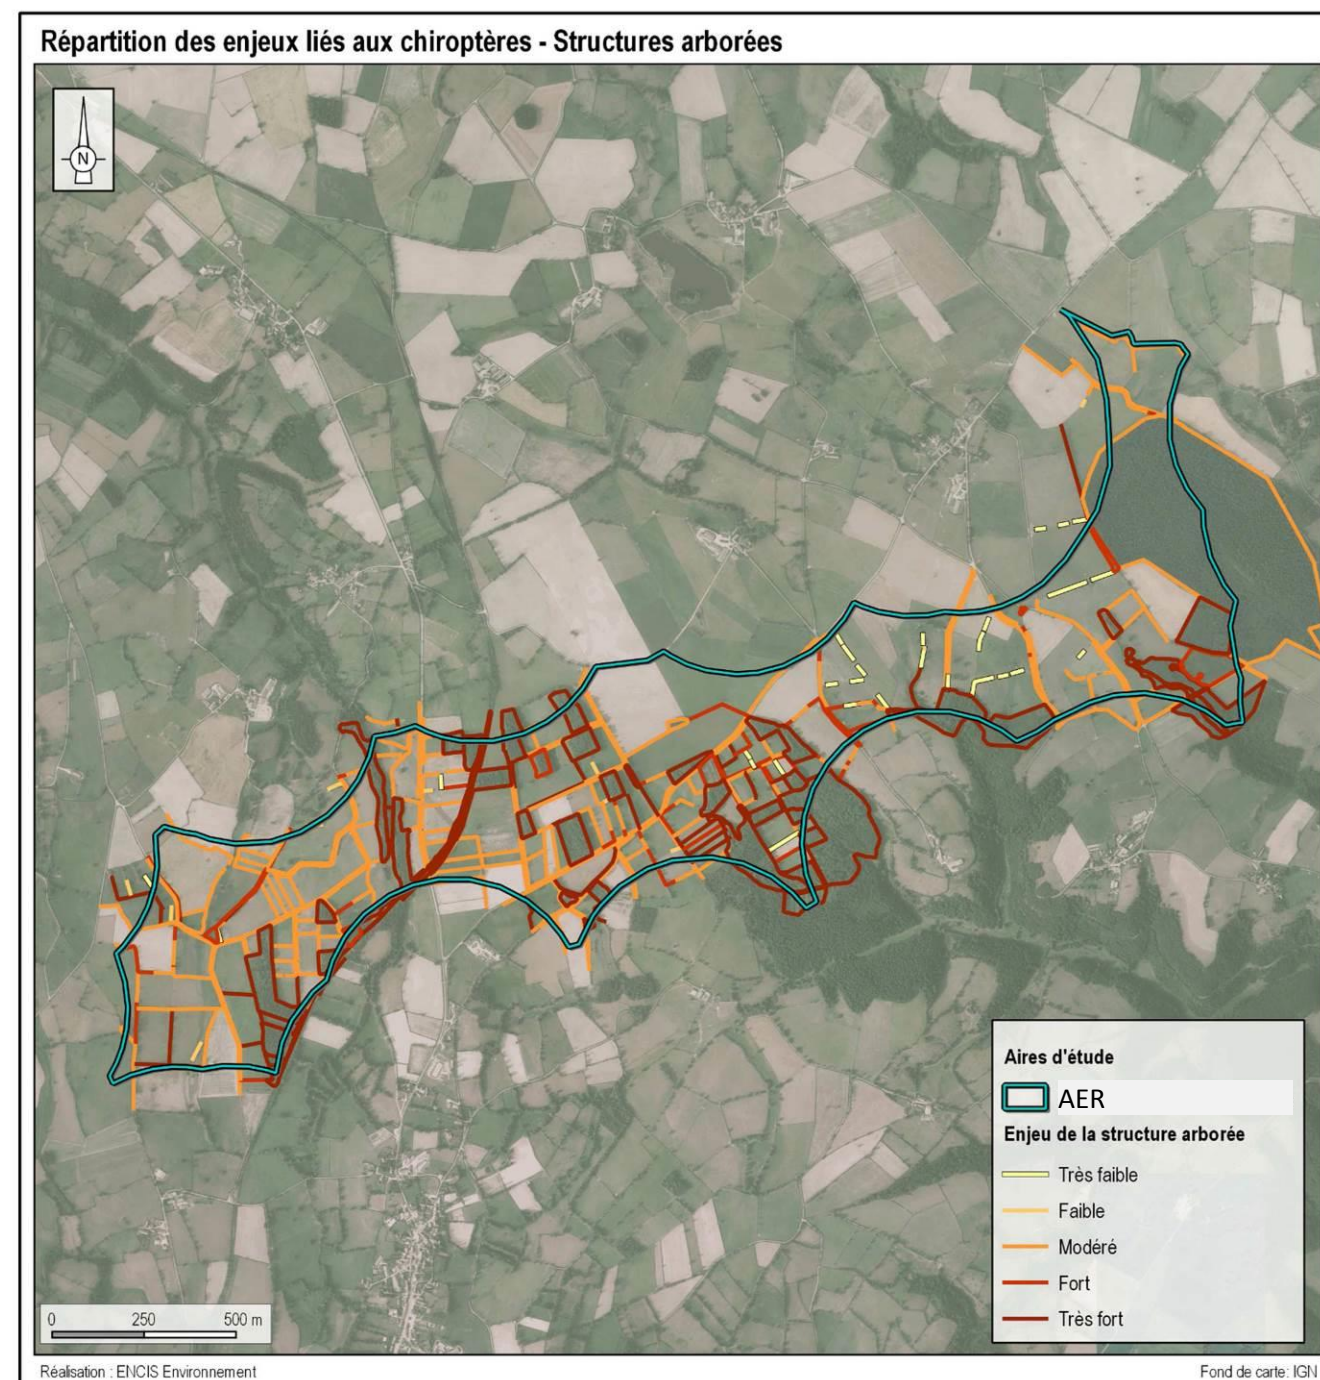 Répartition des enjeux liés aux chiroptères - Structures arborées
N
Aires d'étude
AER
Enjeu de la structure arborée
Très faible
Faible
Modéré
Fort
Très fort
0 250 500 m
Réalisation : ENCIS Environnement
Fond de carte: IGN